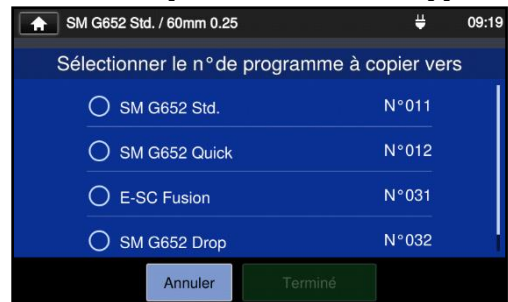 SM G652 Std. / 60mm 0.25 09:19
Sélectionner le n°de programme à copier vers
SM G652 Std. N°011
SM G652 Quick N°012
E-SC Fusion N°031
SM G652 Drop N°032
Annuler Terminé